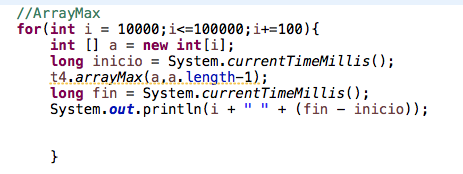 //ArrayMax
for(int i = 10000;i<=100000;i+=100){
int [] a = new int[i];
long inicio = System.currentTimeMillis();
t4.arrayMax(a,a.length-1);
long fin = System.currentTimeMillis();
System.out.println(i + " " + (fin - inicio));
}